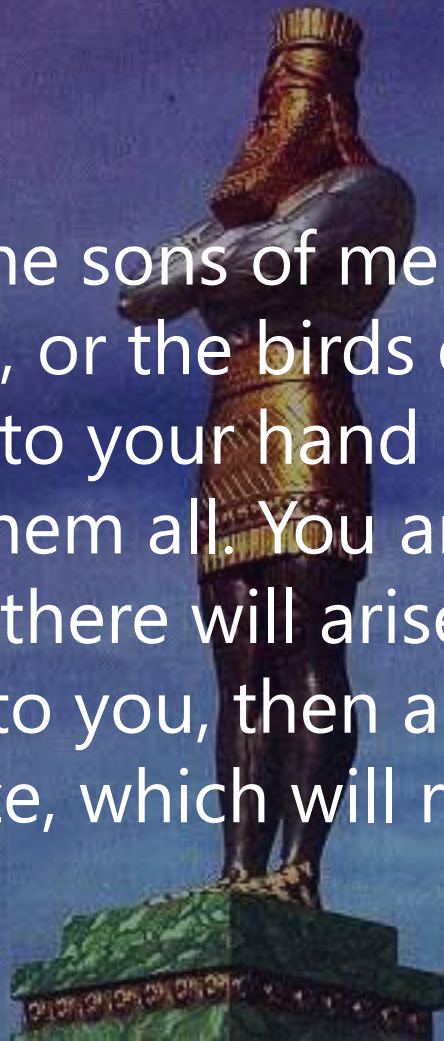 he sons of me
, or the birds
to your hand
hem all. You a
there will arise
to you, then a
e, which will r